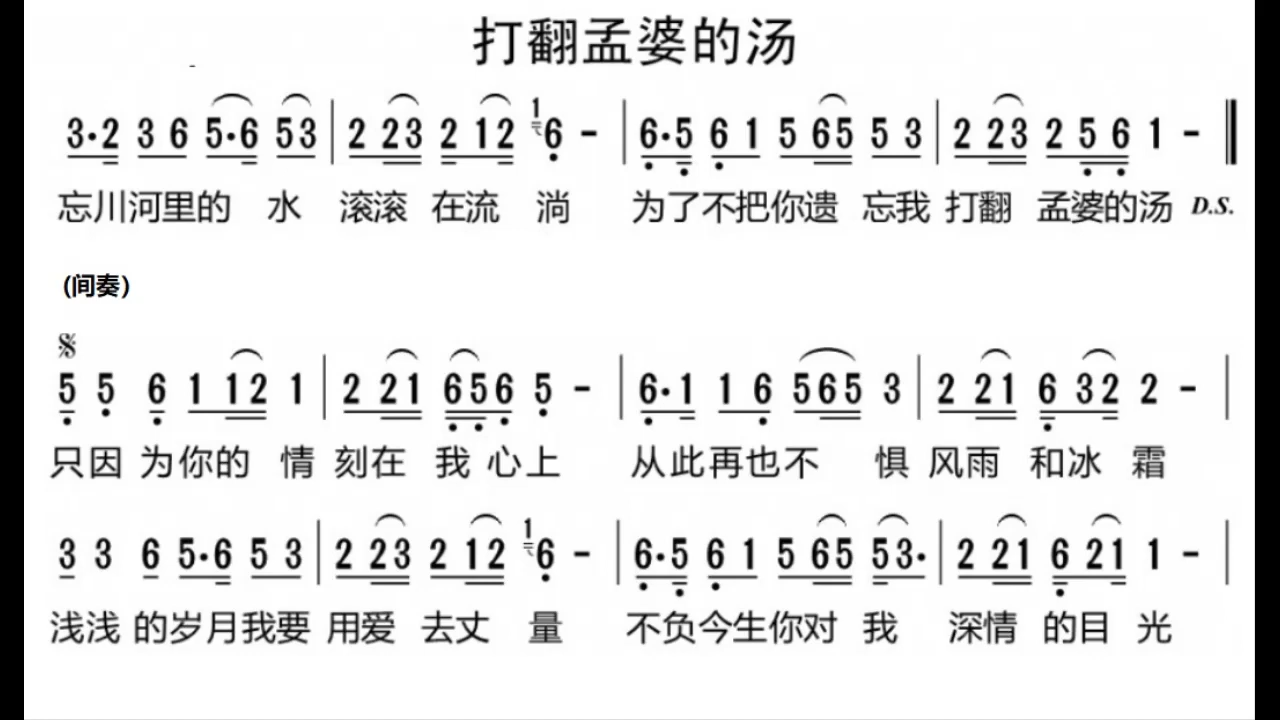 打翻孟婆的汤
3·2 3 6 5·6 5 3 | 2 2 3 2 1 2 1 6 - | 6·5 6 1 5 6 5 5 3 | 2 2 3 2 5 6 1 - ‖
忘川河里的 水 滚滚 在流 淌 为了不把你遗 忘我 打翻 孟婆的汤 D.S.
(间奏)
𝄋
5 5 6 1 1 2 1 | 2 2 1 6 5 6 5 - | 6·1 1 6 5 6 5 3 | 2 2 1 6 3 2 2 - |
只因 为你的 情 刻在 我 心上 从此再也不 惧 风雨 和冰 霜
3 3 6 5·6 5 3 | 2 2 3 2 1 2 1 6 - | 6·5 6 1 5 6 5 5 3· | 2 2 1 6 2 1 1 - |
浅浅 的岁月我要 用爱 去丈 量 不负今生你对 我 深情 的目 光